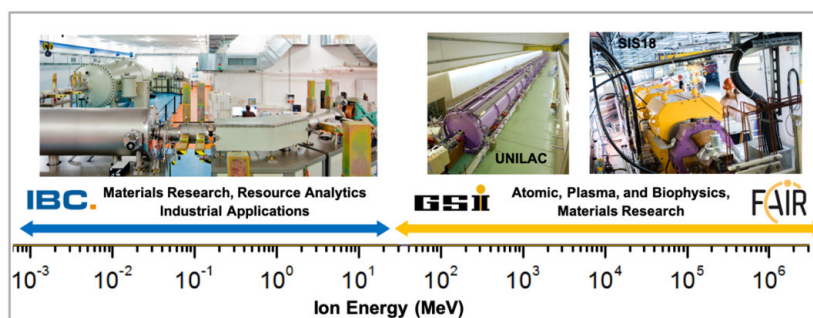 SIS18
UNILAC
IBC.
Materials Research, Resource Analytics
Industrial Applications
GSI
Atomic, Plasma, and Biophysics,
Materials Research
FAIR
10⁻³ 10⁻² 10⁻¹ 10⁰ 10¹ 10² 10³ 10⁴ 10⁵ 10⁶
Ion Energy (MeV)